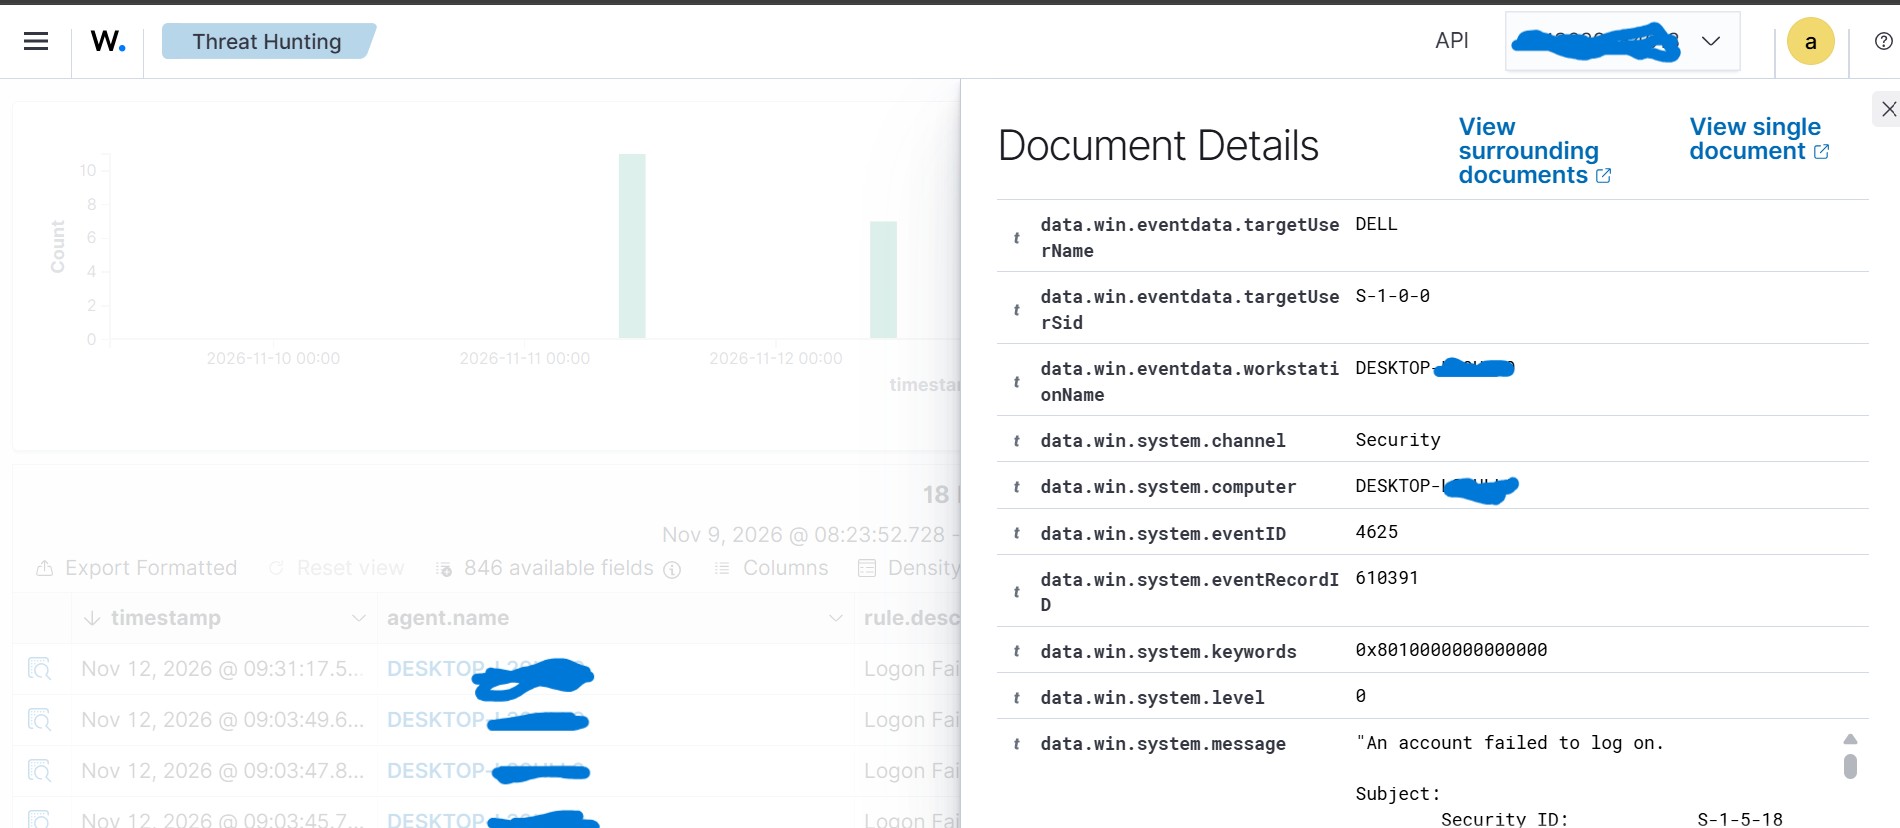 W.
Threat Hunting
API
a
Document Details
View surrounding documents
View single document
Count
10
8
6
4
2
0
2026-11-10 00:00
2026-11-11 00:00
2026-11-12 00:00
18
Nov 9, 2026 @ 08:23:52.728 -
Export Formatted
Reset view
846 available fields
Columns
Density
timestamp
agent.name
Nov 12, 2026 @ 09:31:17.5...
DESKTOP-
Logon Fai
Nov 12, 2026 @ 09:03:49.6...
DESKTOP-
Logon Fai
Nov 12, 2026 @ 09:03:47.8...
DESKTOP-
Logon Fai
Nov 12, 2026 @ 09:03:45.7...
DESKTOP-
Logon Fai
t data.win.eventdata.targetUserName DELL
t data.win.eventdata.targetUserSid S-1-0-0
t data.win.eventdata.workstationName DESKTOP-
t data.win.system.channel Security
t data.win.system.computer DESKTOP-
t data.win.system.eventID 4625
t data.win.system.eventRecordID 610391
t data.win.system.keywords 0x8010000000000000
t data.win.system.level 0
t data.win.system.message "An account failed to log on.
Subject:
Security ID: S-1-5-18